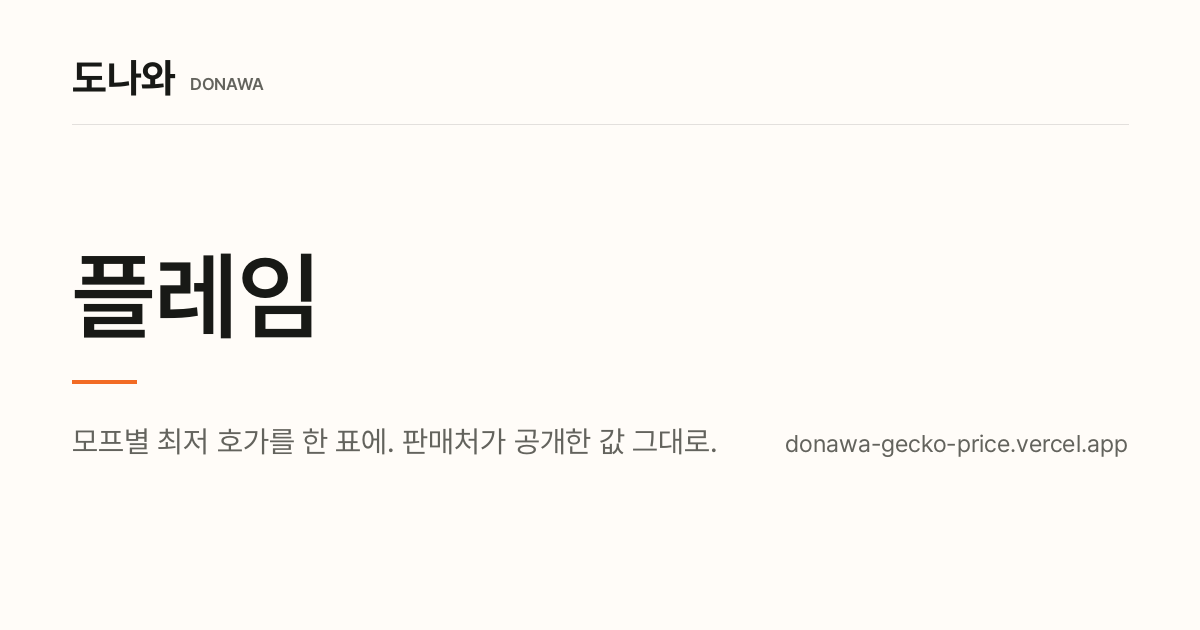 도나와 DONAWA
플레임
모프별 최저 호가를 한 표에. 판매처가 공개한 값 그대로. donawa-gecko-price.vercel.app